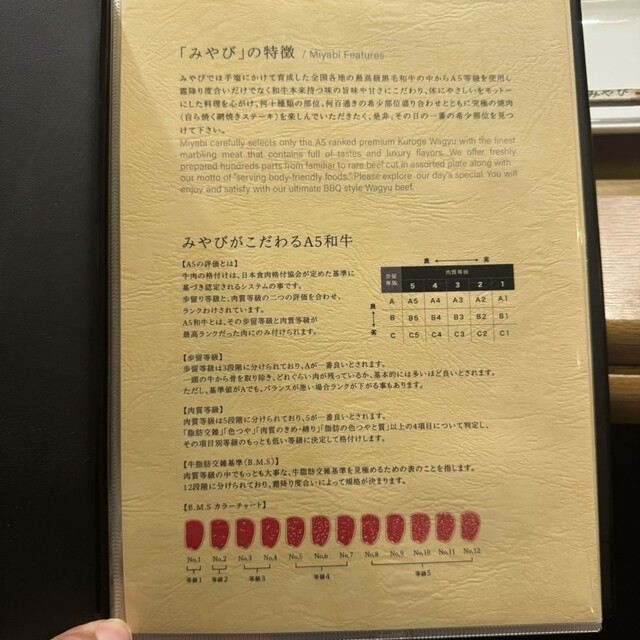 「みやび」の特徴 / Miyabi Features
みやびでは手塩にかけて育成した全国各地の最高級黒毛和牛の中からA5等級を使用し
霜降り度合いだけでなく和牛本来持つ味の旨味や甘さにこだわり、体にやさしいをモットー
にした料理を心がけ、何十種類の部位、何百通りの希少部位盛り合わせとともに究極の焼肉
(自ら焼く網焼きステーキ)を楽しんでいただきたく、是非、その日の一番の希少部位を見つ
けて下さい。
Miyabi carefully selects only the A5 ranked premium Kuroge Wagyu with the finest
marbling meat that contains full of tastes and luxury flavors. We offer freshly
prepared hundreds parts from familiar to rare beef cut in assorted plate along with
our motto of "serving body-friendly foods." Please explore our day's special. You will
enjoy and satisfy with our ultimate BBQ style Wagyu beef.
みやびがこだわるA5和牛
【A5の評価とは】
牛肉の格付けは、日本食肉格付協会が定めた基準に
基づき認定されるシステムの事です。
歩留り等級と、肉質等級の二つの評価を合わせ、
ランクわけされています。
A5和牛とは、その歩留等級と肉質等級が
最高ランクだった肉にのみ付けられます。
良 劣
歩留等級 肉質等級
5 4 3 2 1
良 A A5 A4 A3 A2 A1
B B5 B4 B3 B2 B1
劣 C C5 C4 C3 C2 C1
【歩留等級】
歩留等級は3段階に分けられており、Aが一番良いとされます。
一頭の牛から骨を取り除き、どれぐらい肉が残っているか、基本的には多いほど良いとされます。
ただし、基準値がAでも、バランスが悪い場合ランクが下がる事もあります。
【肉質等級】
肉質等級は5段階に分けられており、5が一番良いとされます。
「脂肪交雑」「色つや」「肉質のきめ・締り」「脂肪の色つやと質」以上の4項目について判定し、
その項目別等級のもっとも低い等級に決定して格付けします。
【牛脂肪交雑基準(B.M.S)】
肉質等級の中でもっとも大事な、牛脂肪交雑基準を見極めるための表のことを指します。
12段階に分けられており、霜降り度合いによって規格が決まります。
【B.M.S カラーチャート】
No.1 No.2 No.3 No.4 No.5 No.6 No.7 No.8 No.9 No.10 No.11 No.12
等級1 等級2 等級3 等級4 等級5
みやび